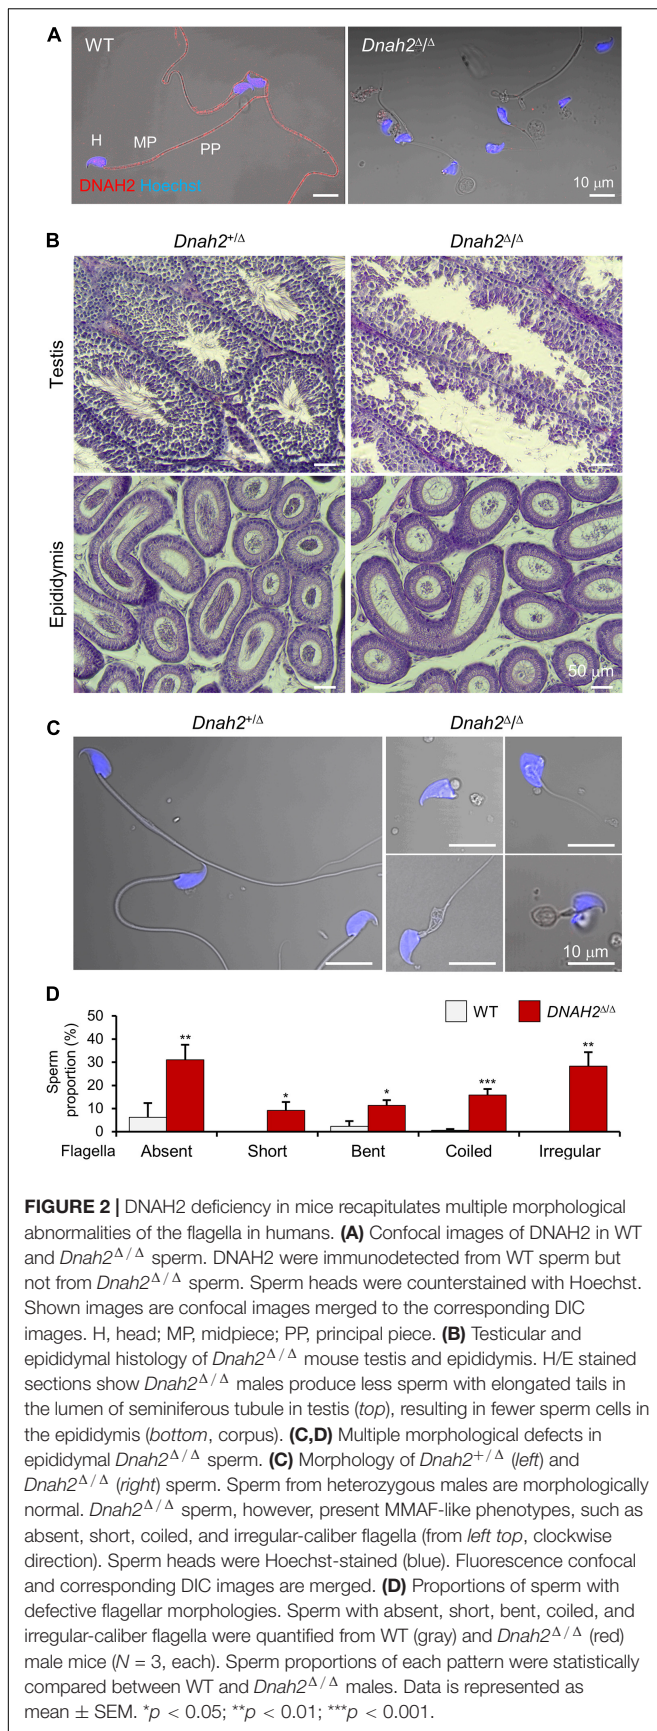 A
WT
Dnah2Δ/Δ
H
MP
PP
DNAH2 Hoechst
10 μm
B
Dnah2+/Δ
Dnah2Δ/Δ
Testis
Epididymis
50 μm
C
Dnah2+/Δ
Dnah2Δ/Δ
10 μm
D
WT
DNAH2Δ/Δ
Sperm
proportion (%)
50
40
30
20
10
0
**
*
*
***
**
Flagella
Absent
Short
Bent
Coiled
Irregular
FIGURE 2 | DNAH2 deficiency in mice recapitulates multiple morphological
abnormalities of the flagella in humans. (A) Confocal images of DNAH2 in WT
and Dnah2Δ/Δ sperm. DNAH2 were immunodetected from WT sperm but
not from Dnah2Δ/Δ sperm. Sperm heads were counterstained with Hoechst.
Shown images are confocal images merged to the corresponding DIC
images. H, head; MP, midpiece; PP, principal piece. (B) Testicular and
epididymal histology of Dnah2Δ/Δ mouse testis and epididymis. H/E stained
sections show Dnah2Δ/Δ males produce less sperm with elongated tails in
the lumen of seminiferous tubule in testis (top), resulting in fewer sperm cells in
the epididymis (bottom, corpus). (C,D) Multiple morphological defects in
epididymal Dnah2Δ/Δ sperm. (C) Morphology of Dnah2+/Δ (left) and
Dnah2Δ/Δ (right) sperm. Sperm from heterozygous males are morphologically
normal. Dnah2Δ/Δ sperm, however, present MMAF-like phenotypes, such as
absent, short, coiled, and irregular-caliber flagella (from left top, clockwise
direction). Sperm heads were Hoechst-stained (blue). Fluorescence confocal
and corresponding DIC images are merged. (D) Proportions of sperm with
defective flagellar morphologies. Sperm with absent, short, bent, coiled, and
irregular-caliber flagella were quantified from WT (gray) and Dnah2Δ/Δ (red)
male mice (N = 3, each). Sperm proportions of each pattern were statistically
compared between WT and Dnah2Δ/Δ males. Data is represented as
mean ± SEM. *p < 0.05; **p < 0.01; ***p < 0.001.